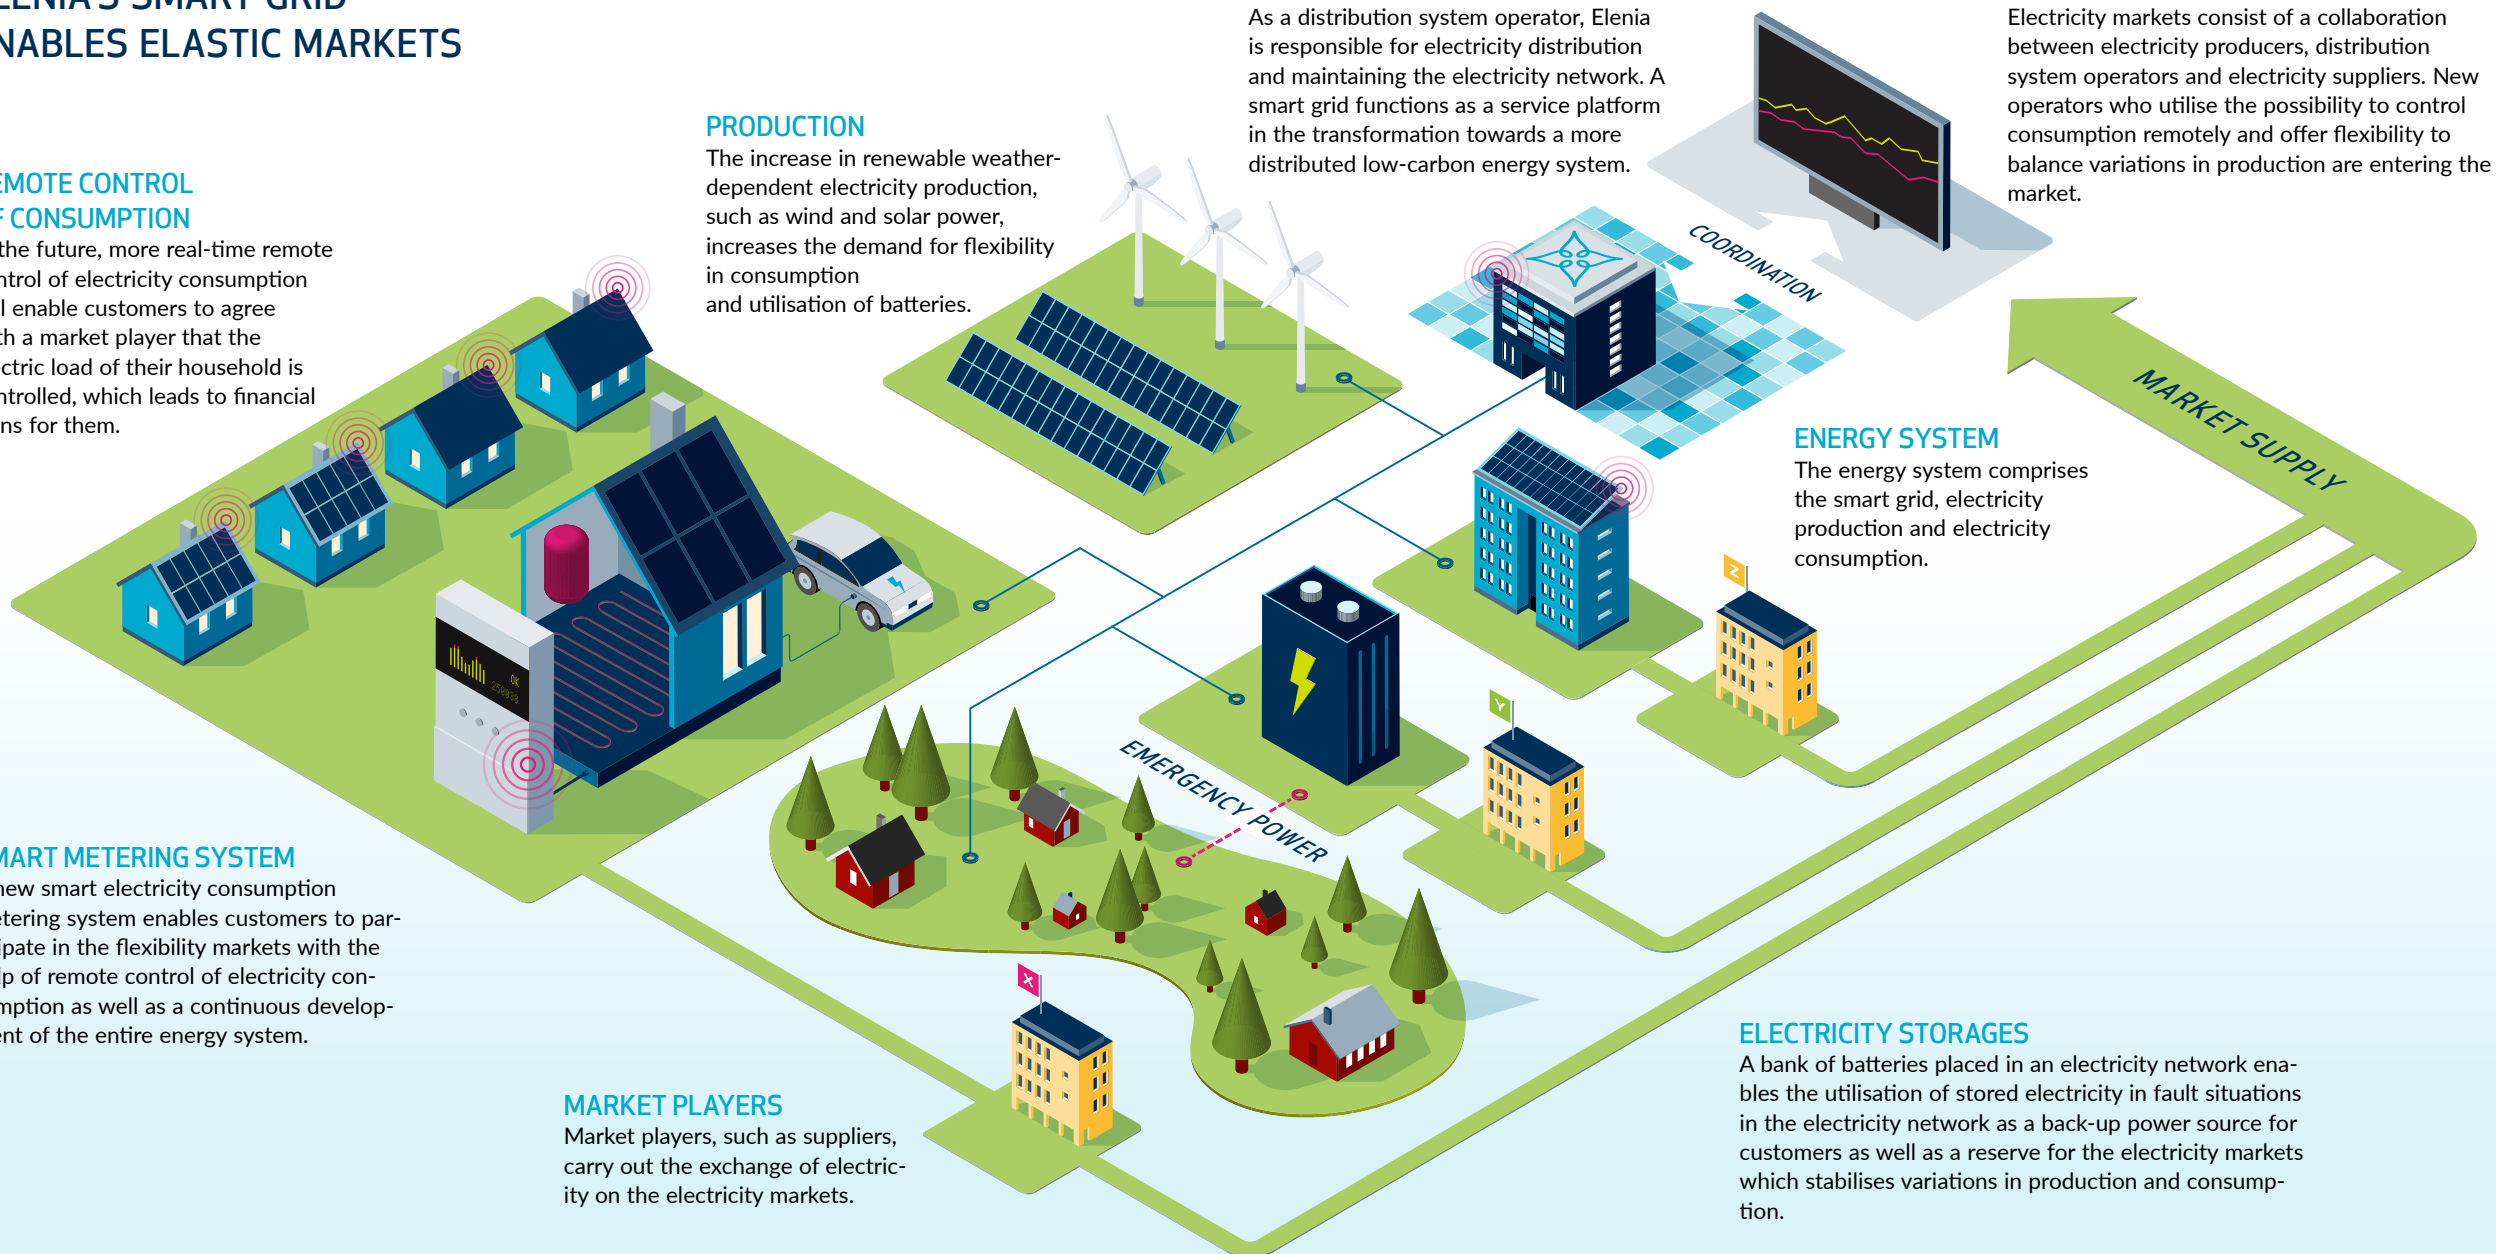 LENIA'S SMART GRID
NABLES ELASTIC MARKETS
EMOTE CONTROL
F CONSUMPTION
the future, more real-time remote
ntrol of electricity consumption
ll enable customers to agree
th a market player that the
ectric load of their household is
ntrolled, which leads to financial
ins for them.
PRODUCTION
The increase in renewable weather-
dependent electricity production,
such as wind and solar power,
increases the demand for flexibility
in consumption
and utilisation of batteries.
As a distribution system operator, Elenia
is responsible for electricity distribution
and maintaining the electricity network. A
smart grid functions as a service platform
in the transformation towards a more
distributed low-carbon energy system.
Electricity markets consist of a collaboration
between electricity producers, distribution
system operators and electricity suppliers. New
operators who utilise the possibility to control
consumption remotely and offer flexibility to
balance variations in production are entering the
market.
COORDINATION
MARKET SUPPLY
ENERGY SYSTEM
The energy system comprises
the smart grid, electricity
production and electricity
consumption.
Z
Y
X
OK
EMERGENCY POWER
MART METERING SYSTEM
new smart electricity consumption
etering system enables customers to par-
ipate in the flexibility markets with the
lp of remote control of electricity con-
mption as well as a continuous develop-
ent of the entire energy system.
MARKET PLAYERS
Market players, such as suppliers,
carry out the exchange of electric-
ity on the electricity markets.
ELECTRICITY STORAGES
A bank of batteries placed in an electricity network ena-
bles the utilisation of stored electricity in fault situations
in the electricity network as a back-up power source for
customers as well as a reserve for the electricity markets
which stabilises variations in production and consump-
tion.